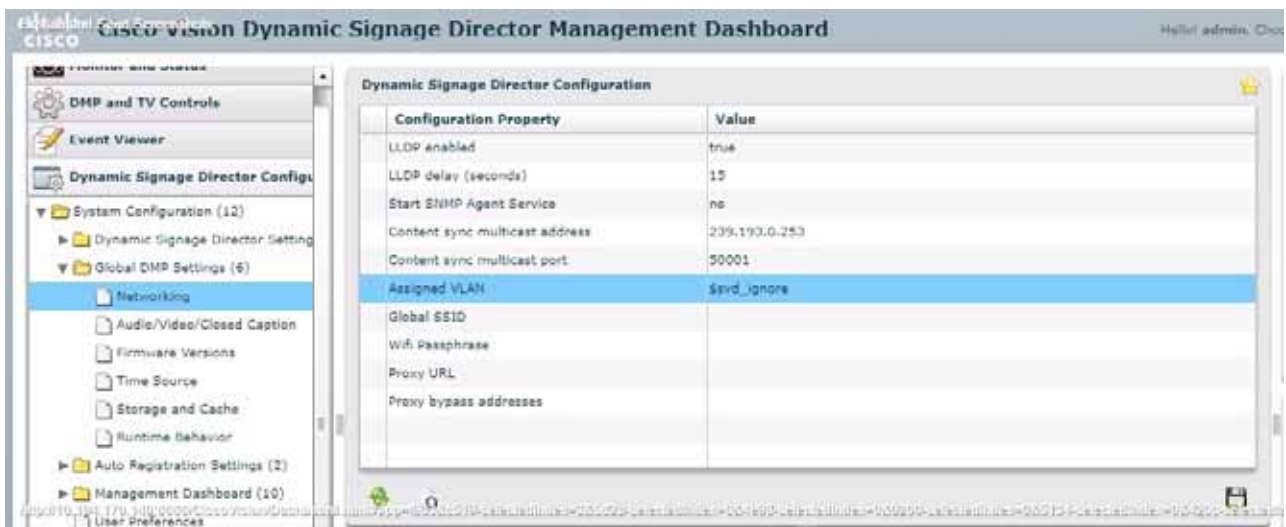 CISCO
Cisco Vision Dynamic Signage Director Management Dashboard
Hello! admin,
Monitor and Status
DMP and TV Controls
Event Viewer
Dynamic Signage Director Configu
System Configuration (12)
Dynamic Signage Director Setting
Global DMP Settings (6)
Networking
Audio/Video/Closed Caption
Firmware Versions
Time Source
Storage and Cache
Runtime Behavior
Auto Registration Settings (2)
Management Dashboard (10)
User Preferences
Dynamic Signage Director Configuration
Configuration Property Value
LLDP enabled true
LLDP delay (seconds) 15
Start SNMP Agent Service no
Content sync multicast address 239.193.0.253
Content sync multicast port 50001
Assigned VLAN $svd_ignore
Global SSID
Wifi Passphrase
Proxy URL
Proxy bypass addresses